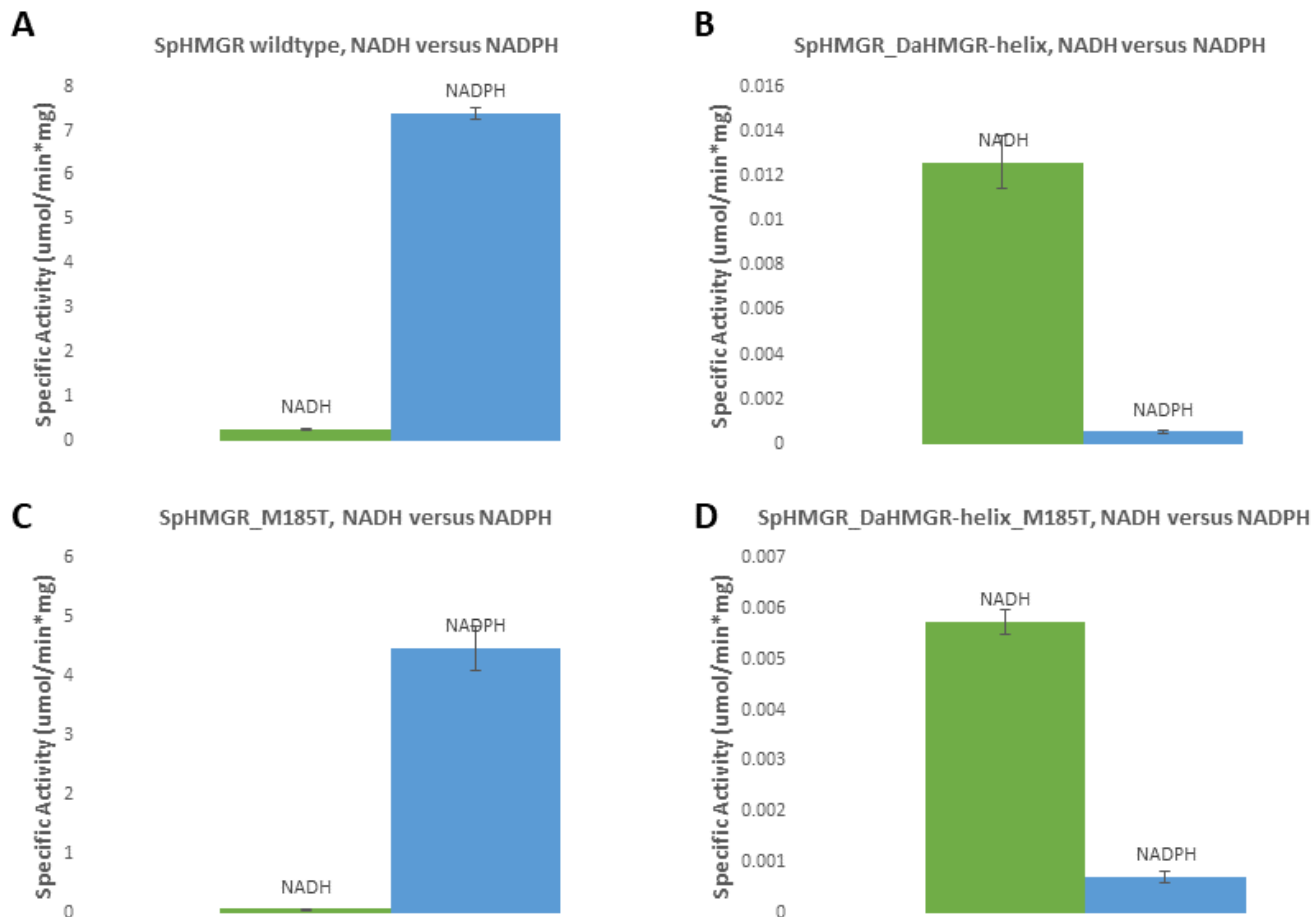 A
SpHMGR wildtype, NADH versus NADPH
Specific Activity (umol/min*mg)
8
7
6
5
4
3
2
1
0
NADH
NADPH
B
SpHMGR_DaHMGR-helix, NADH versus NADPH
Specific Activity (umol/min*mg)
0.016
0.014
0.012
0.01
0.008
0.006
0.004
0.002
0
NADH
NADPH
C
SpHMGR_M185T, NADH versus NADPH
Specific Activity (umol/min*mg)
6
5
4
3
2
1
0
NADH
NADPH
D
SpHMGR_DaHMGR-helix_M185T, NADH versus NADPH
Specific Activity (umol/min*mg)
0.007
0.006
0.005
0.004
0.003
0.002
0.001
0
NADH
NADPH